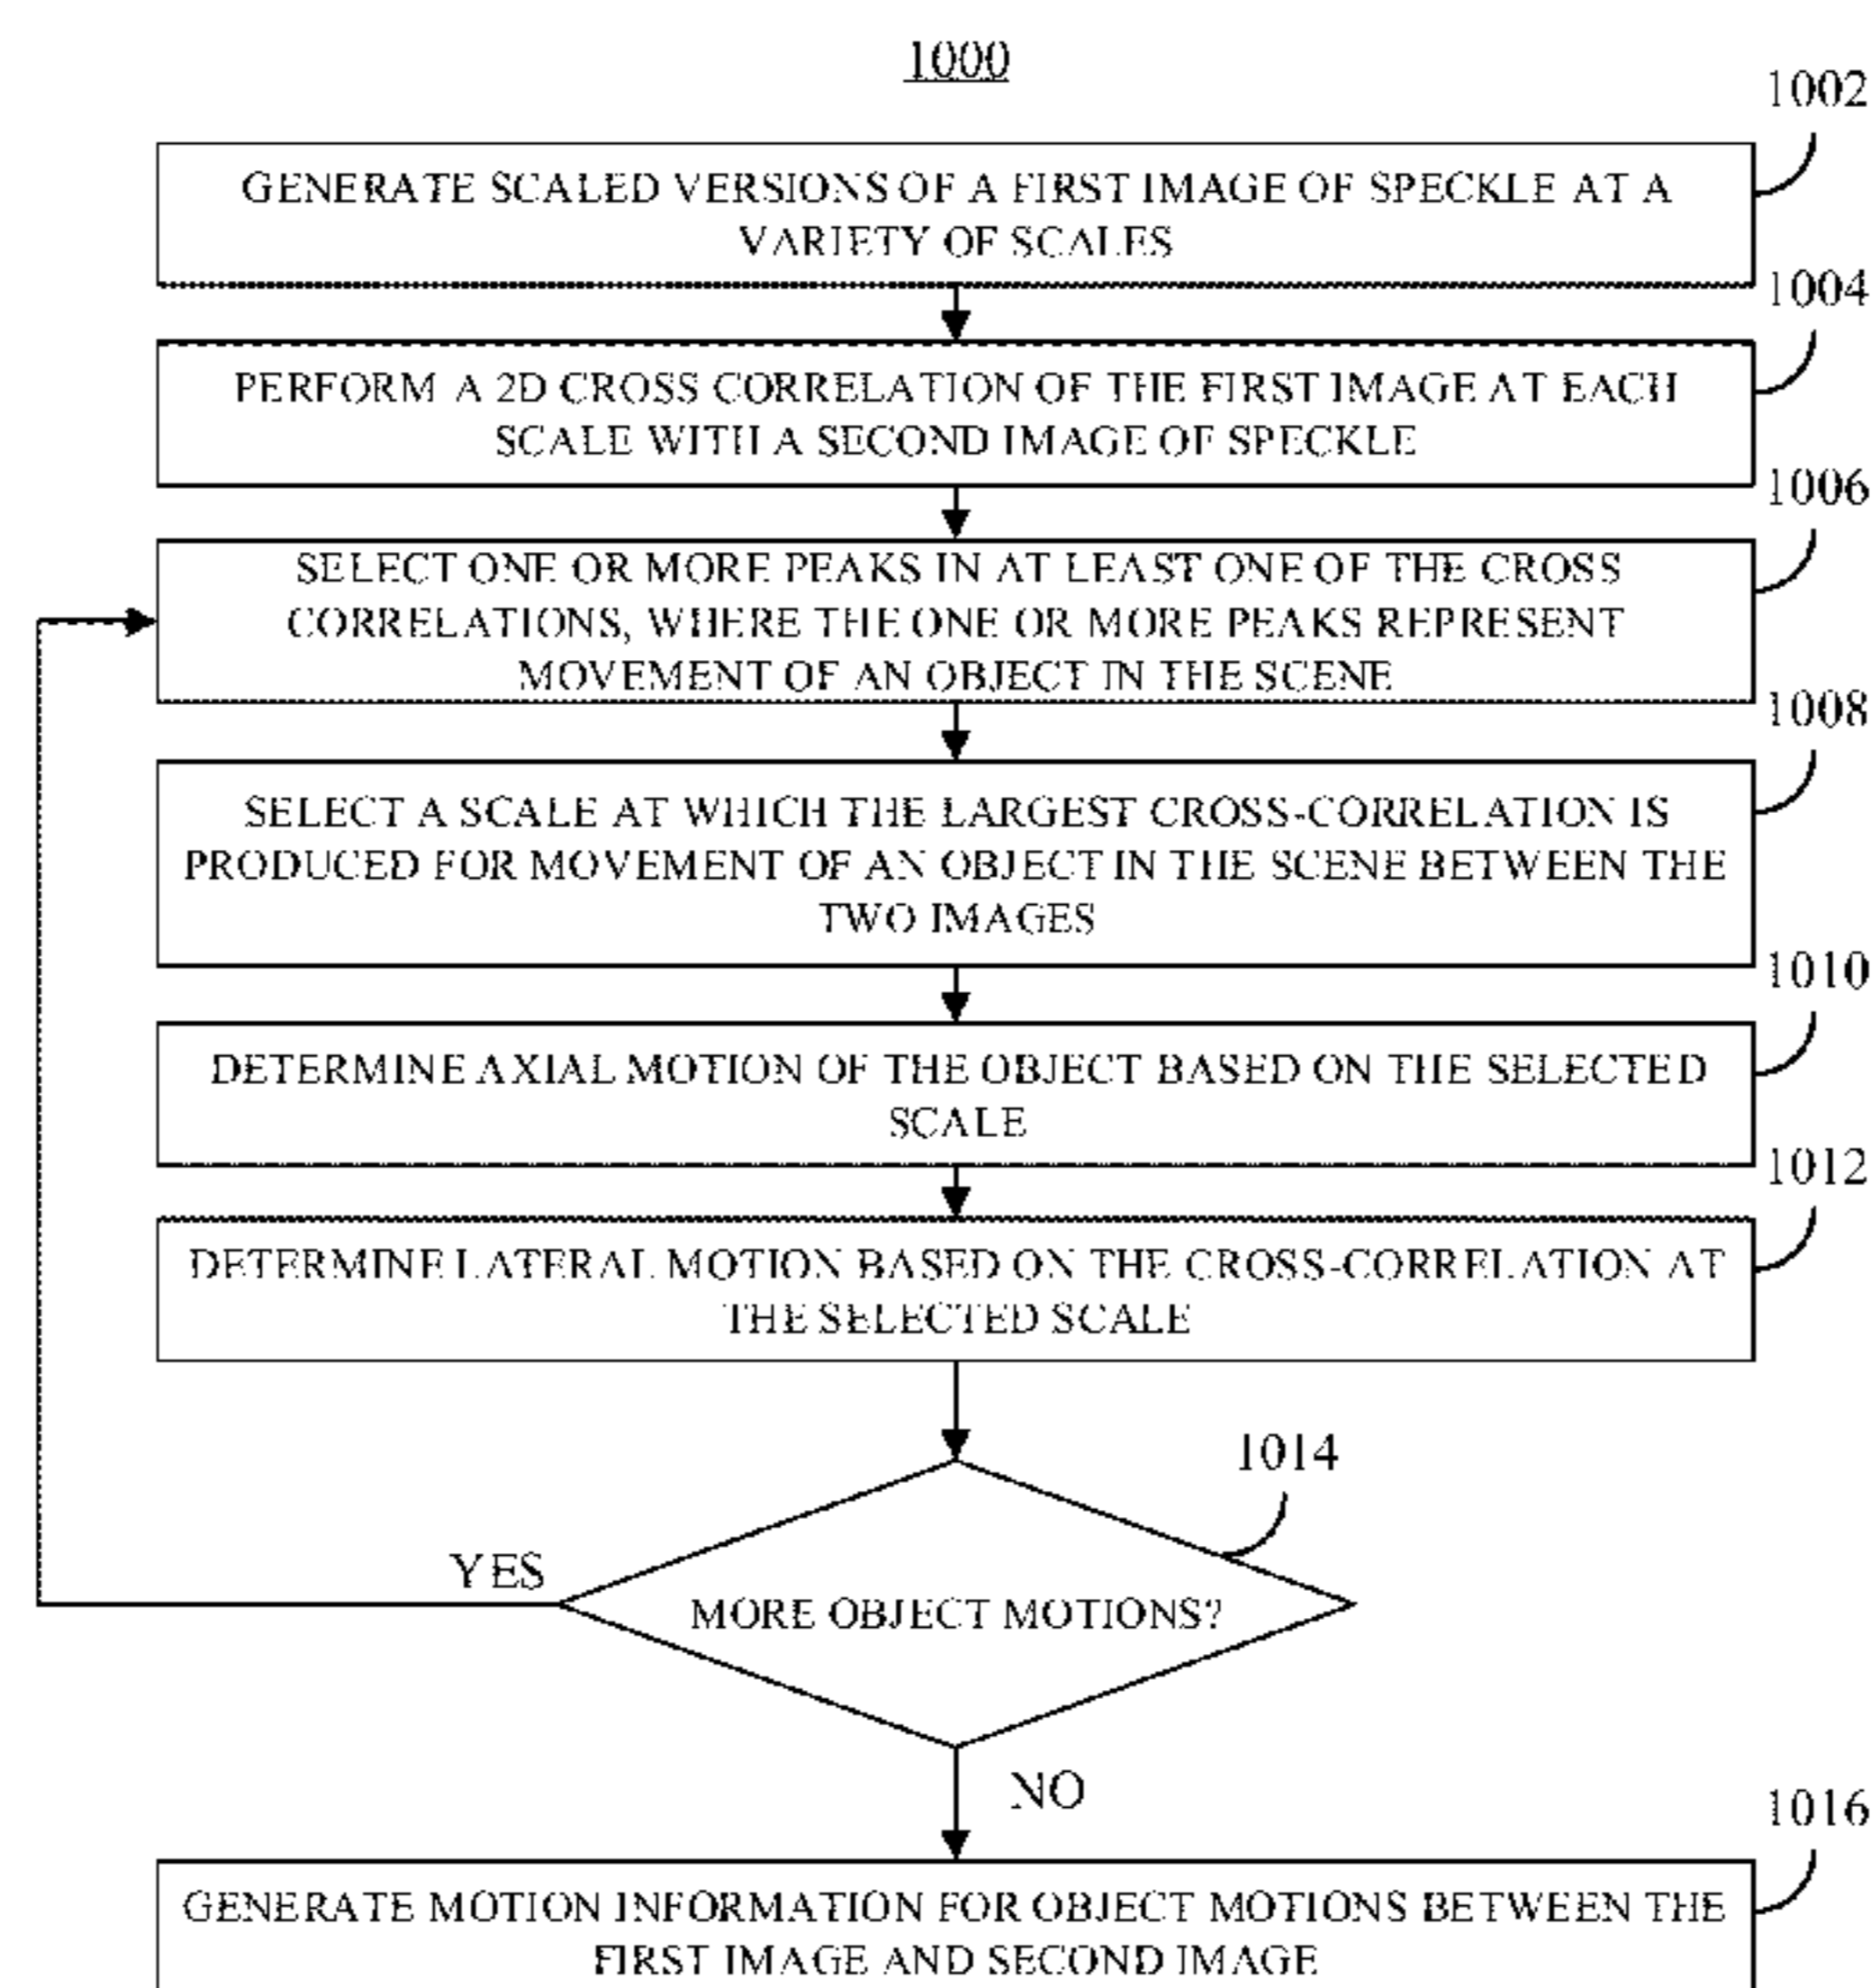 1000
1002
GENERATE SCALED VERSIONS OF A FIRST IMAGE OF SPECKLE AT A
VARIETY OF SCALES
1004
PERFORM A 2D CROSS CORRELATION OF THE FIRST IMAGE AT EACH
SCALE WITH A SECOND IMAGE OF SPECKLE
1006
SELECT ONE OR MORE PEAKS IN AT LEAST ONE OF THE CROSS
CORRELATIONS, WHERE THE ONE OR MORE PEAKS REPRESENT
MOVEMENT OF AN OBJECT IN THE SCENE
1008
SELECT A SCALE AT WHICH THE LARGEST CROSS-CORRELATION IS
PRODUCED FOR MOVEMENT OF AN OBJECT IN THE SCENE BETWEEN THE
TWO IMAGES
1010
DETERMINE AXIAL MOTION OF THE OBJECT BASED ON THE SELECTED
SCALE
1012
DETERMINE LATERAL MOTION BASED ON THE CROSS-CORRELATION AT
THE SELECTED SCALE
1014
YES
MORE OBJECT MOTIONS?
NO
1016
GENERATE MOTION INFORMATION FOR OBJECT MOTIONS BETWEEN THE
FIRST IMAGE AND SECOND IMAGE